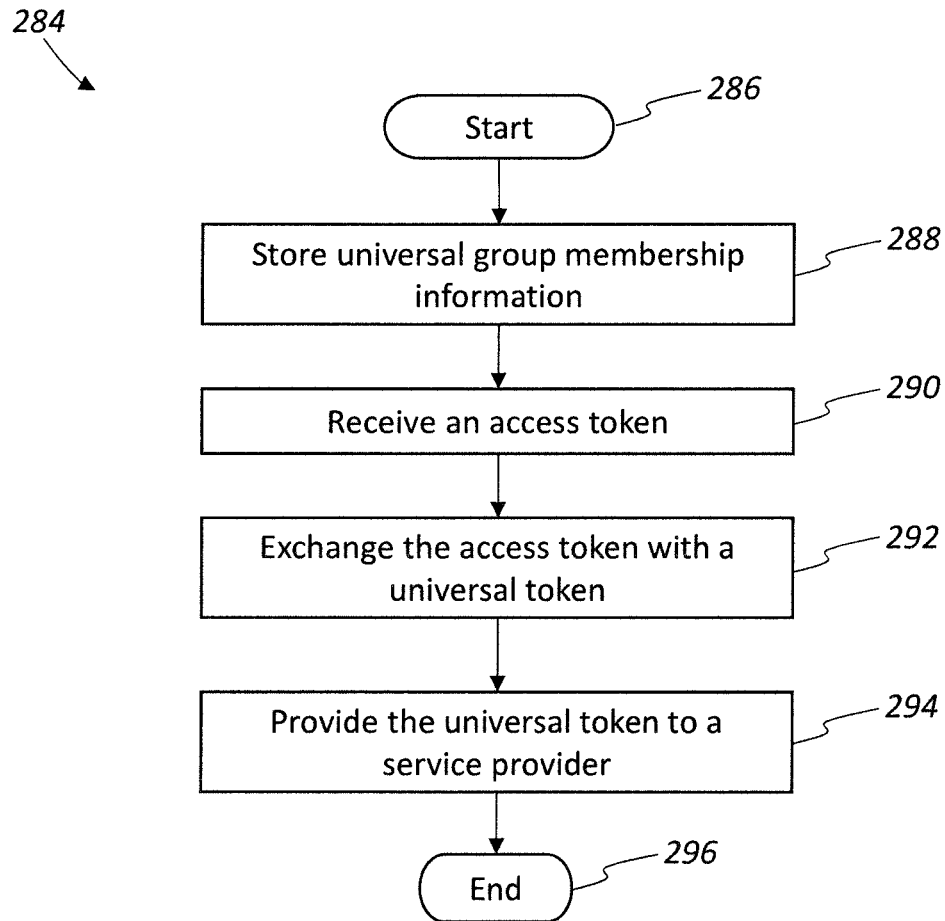 284
286
Start
288
Store universal group membership
information
290
Receive an access token
292
Exchange the access token with a
universal token
294
Provide the universal token to a
service provider
296
End